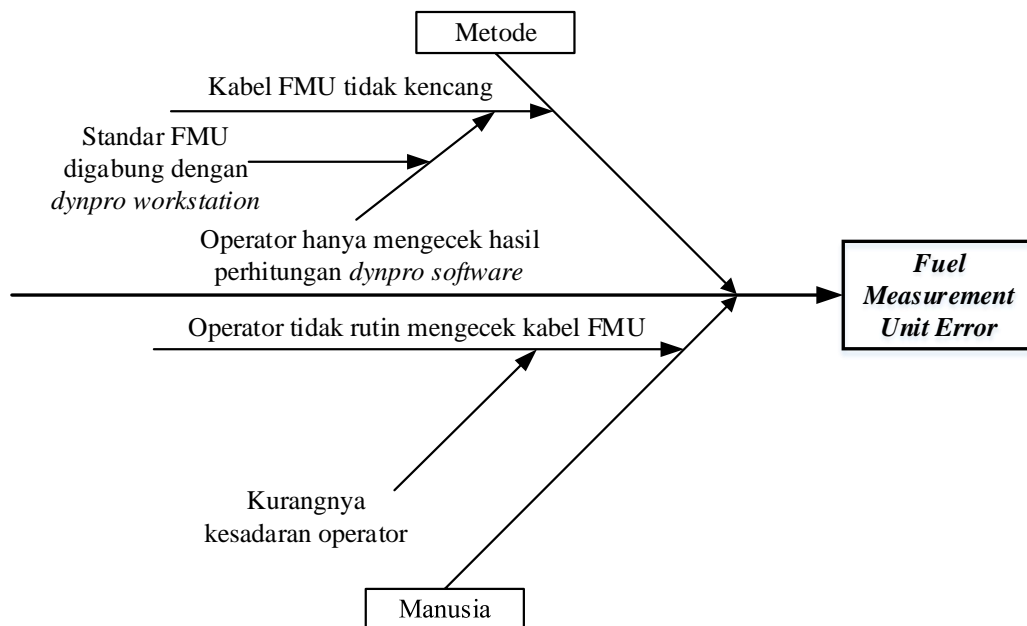 Metode
Kabel FMU tidak kencang
Standar FMU
digabung dengan
dynpro workstation
Operator hanya mengecek hasil
perhitungan dynpro software
Fuel
Measurement
Unit Error
Operator tidak rutin mengecek kabel FMU
Kurangnya
kesadaran operator
Manusia